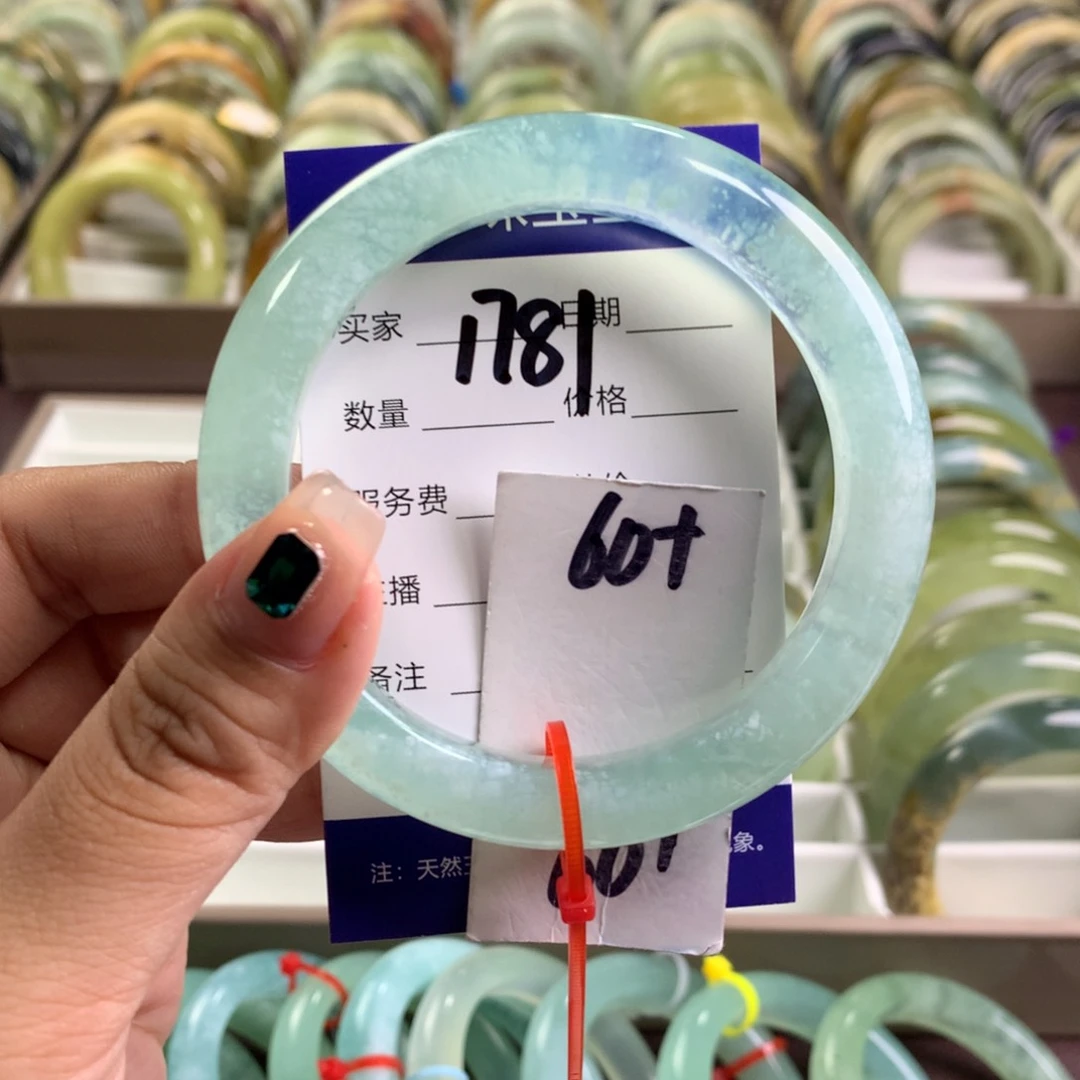 1781
买家 日期
数量 价格
服务费
60+
主播
备注
60+
注：天然 象。